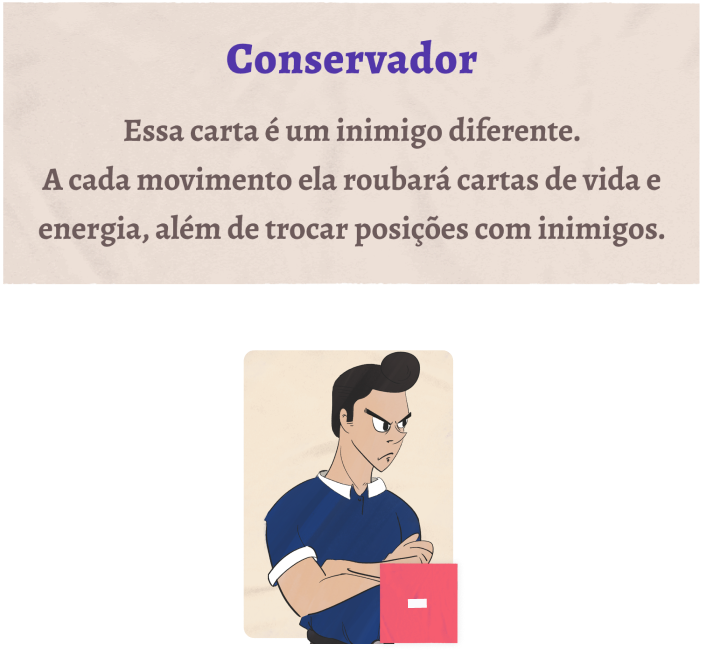 Conservador
Essa carta é um inimigo diferente.
A cada movimento ela roubará cartas de vida e
energia, além de trocar posições com inimigos.
-